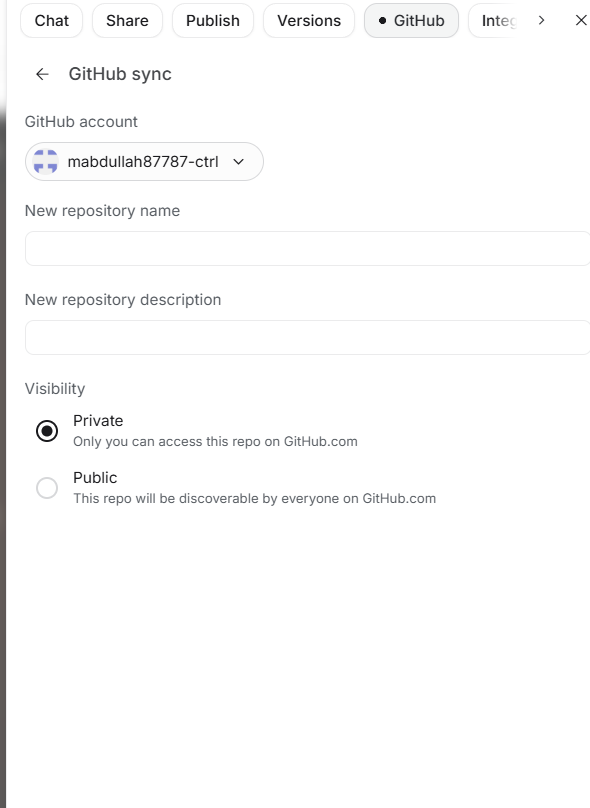 Chat Share Publish Versions GitHub
GitHub sync
GitHub account
mabdullah87787-ctrl
New repository name
New repository description
Visibility
Private
Only you can access this repo on GitHub.com
Public
This repo will be discoverable by everyone on GitHub.com